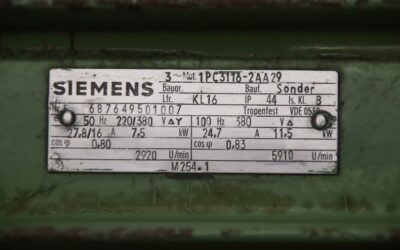 3~ Mot. 1PC3116-2AA29
SIEMENS Baugr. Bauf. Sonder
Lfr. KL16 IP 44 Is. Kl. B
687649501007 Tropenfest VDE 0530
50 Hz 220/380 V Δ Y 100 Hz 380 V Δ
27,8/16 A 7,5 kW 24,7 A 11,5 kW
cos φ 0,80 cos φ 0,83
2920 U/min 5910 U/min
M254.1